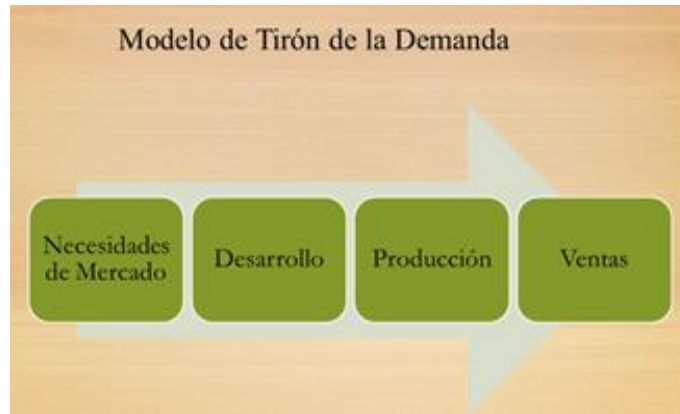 Modelo de Tirón de la Demanda
Necesidades
de Mercado
Desarrollo
Producción
Ventas